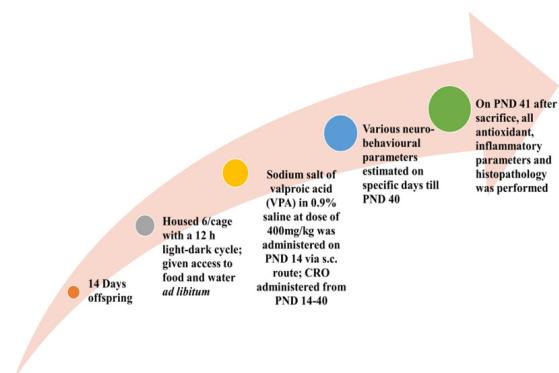 14 Days
offspring
Housed 6/cage
with a 12 h
light-dark cycle;
given access to
food and water
ad libitum
Sodium salt of
valproic acid
(VPA) in 0.9%
saline at dose of
400mg/kg was
administered on
PND 14 via s.c.
route; CRO
administered from
PND 14-40
Various neuro-
behavioural
parameters
estimated on
specific days till
PND 40
On PND 41 after
sacrifice, all
antioxidant,
inflammatory
parameters and
histopathology
was performed